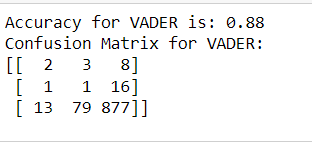 Accuracy for VADER is: 0.88
Confusion Matrix for VADER:
[[  2   3   8]
 [  1   1  16]
 [ 13  79 877]]